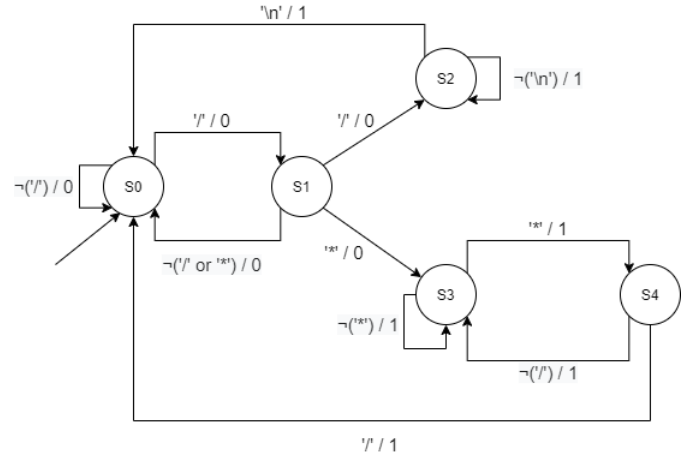 '\n' / 1
S2
¬('\n') / 1
'/' / 0
'/' / 0
¬('/') / 0
S0
S1
¬('/' or '*') / 0
'*' / 0
'*' / 1
S3
S4
¬('*') / 1
¬('/') / 1
'/' / 1